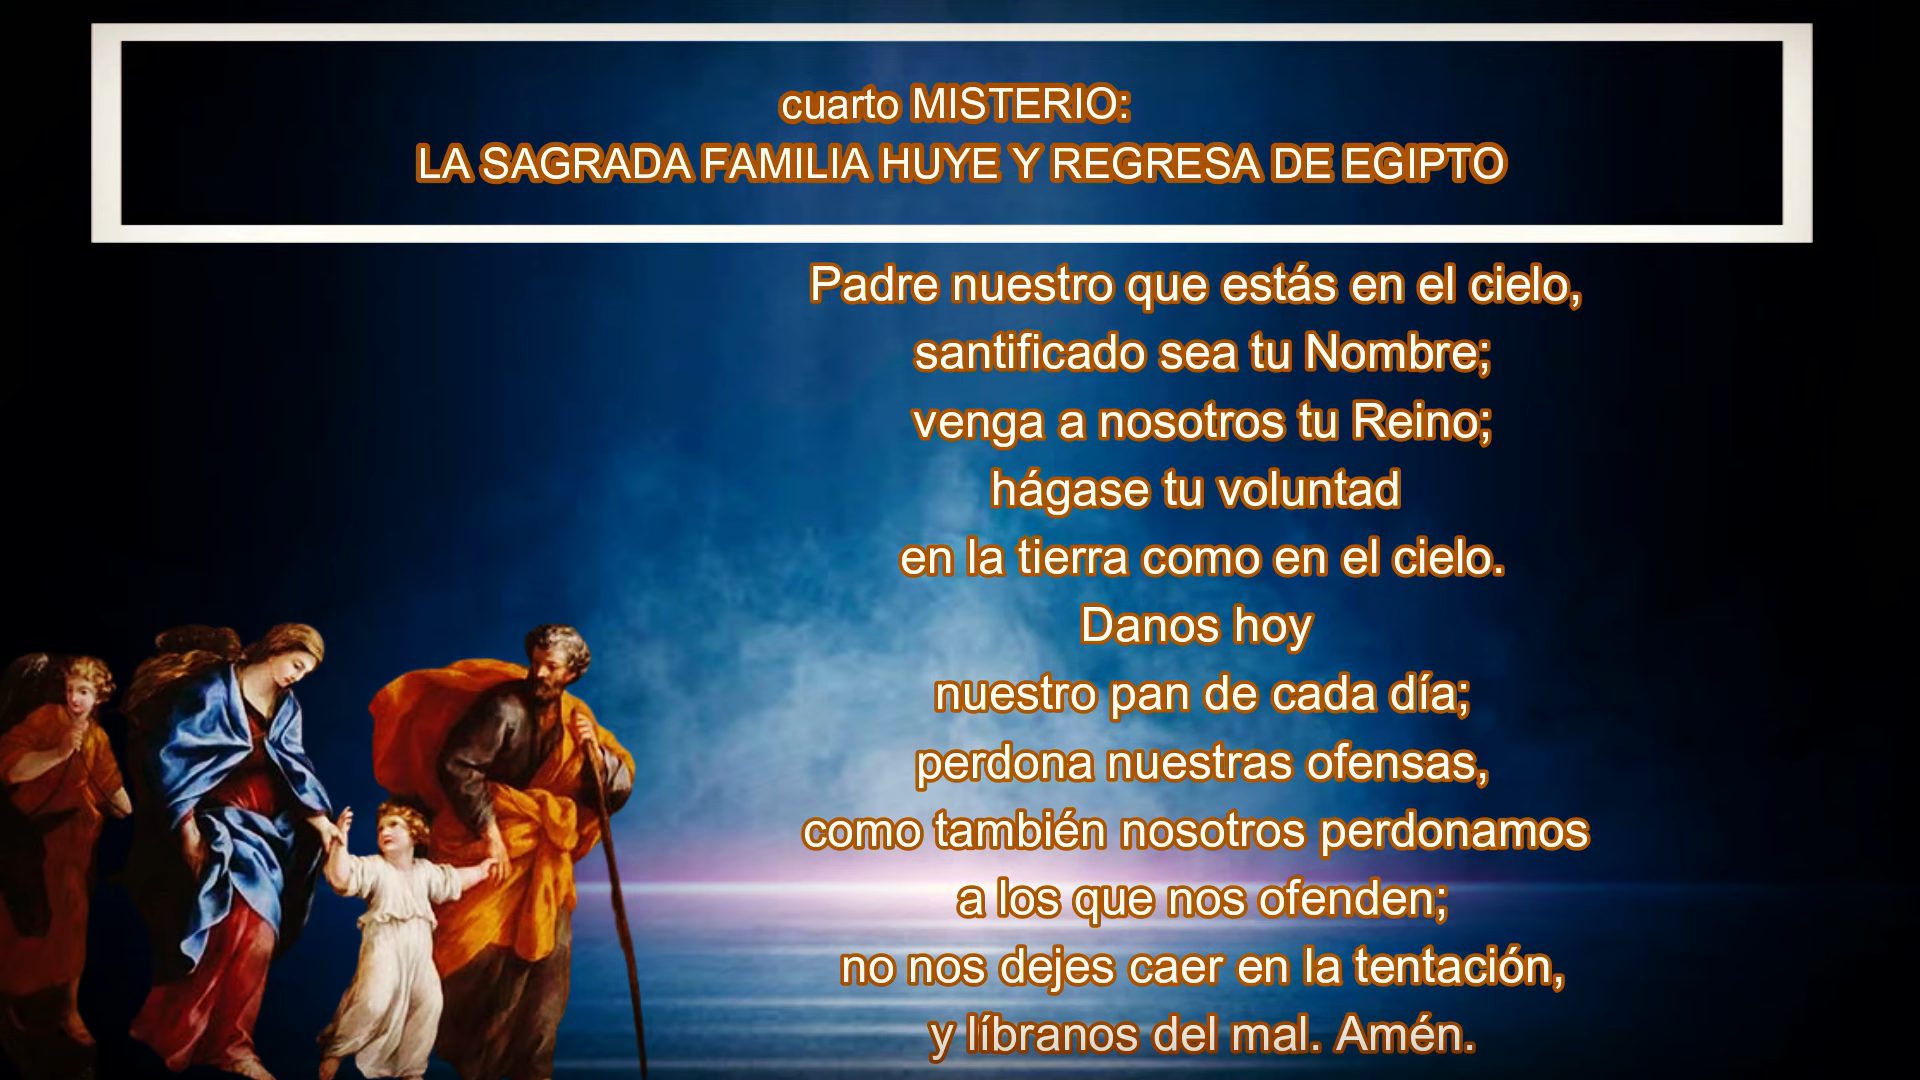 cuarto MISTERIO:
LA SAGRADA FAMILIA HUYE Y REGRESA DE EGIPTO
Padre nuestro que estás en el cielo,
santificado sea tu Nombre;
venga a nosotros tu Reino;
hágase tu voluntad
en la tierra como en el cielo.
Danos hoy
nuestro pan de cada día;
perdona nuestras ofensas,
como también nosotros perdonamos
a los que nos ofenden;
no nos dejes caer en la tentación,
y líbranos del mal. Amén.